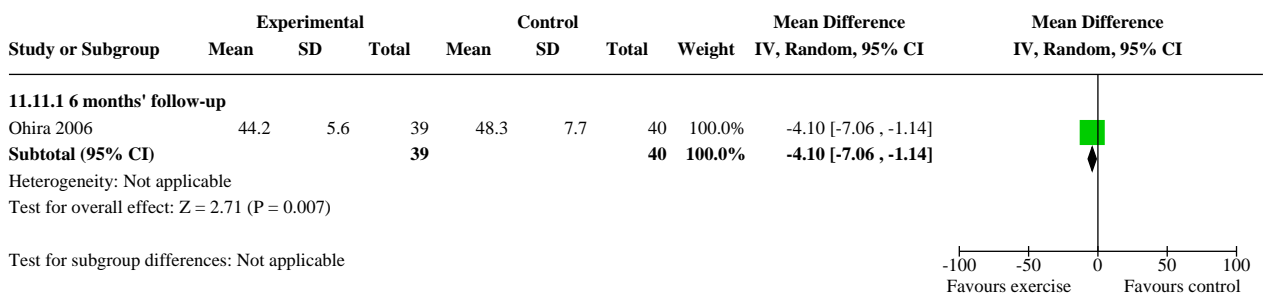 Experimental Control Mean Difference Mean Difference
Study or Subgroup Mean SD Total Mean SD Total Weight IV, Random, 95% CI IV, Random, 95% CI
11.11.1 6 months' follow-up
Ohira 2006 44.2 5.6 39 48.3 7.7 40 100.0% -4.10 [-7.06 , -1.14]
Subtotal (95% CI) 39 40 100.0% -4.10 [-7.06 , -1.14]
Heterogeneity: Not applicable
Test for overall effect: Z = 2.71 (P = 0.007)
Test for subgroup differences: Not applicable
-100 -50 0 50 100
Favours exercise Favours control